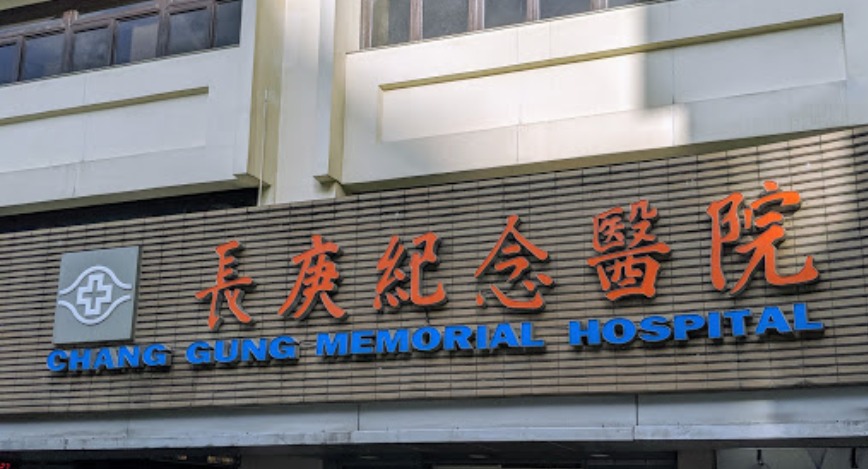 長庚紀念醫院
CHANG GUNG MEMORIAL HOSPITAL